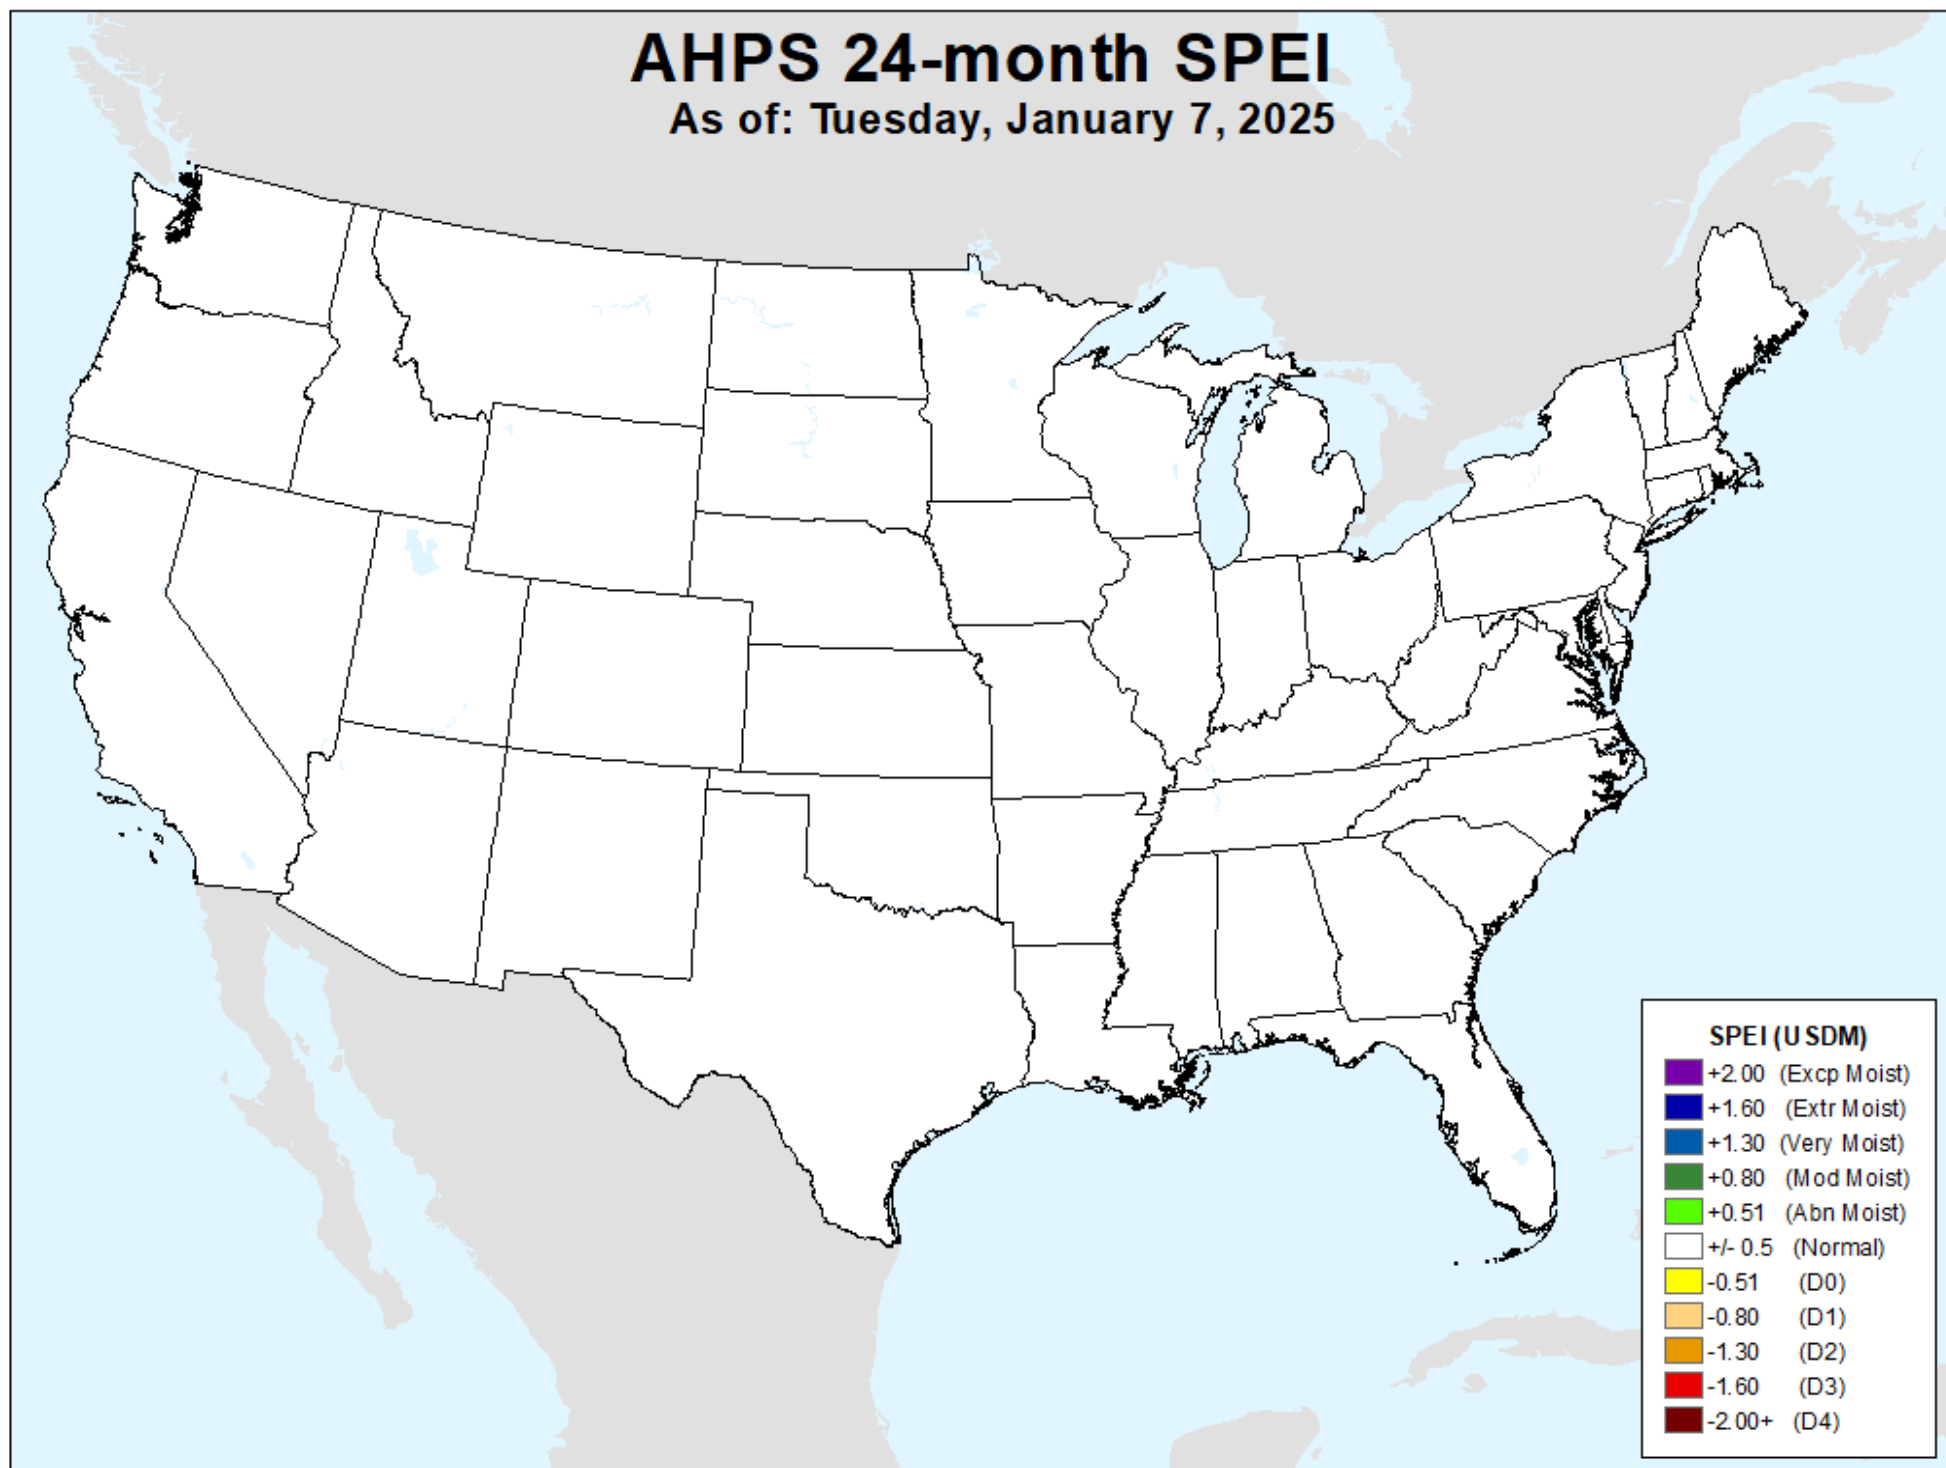 AHPS 24-month SPEI
As of: Tuesday, January 7, 2025
SPEI (USDM)
+2.00 (Excp Moist)
+1.60 (Extr Moist)
+1.30 (Very Moist)
+0.80 (Mod Moist)
+0.51 (Abn Moist)
+/- 0.5 (Normal)
-0.51 (D0)
-0.80 (D1)
-1.30 (D2)
-1.60 (D3)
-2.00+ (D4)